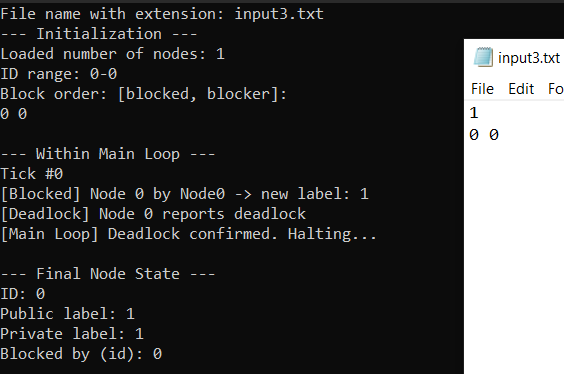 File name with extension: input3.txt
--- Initialization ---
Loaded number of nodes: 1
ID range: 0-0
Block order: [blocked, blocker]:
0 0
--- Within Main Loop ---
Tick #0
[Blocked] Node 0 by Node0 -> new label: 1
[Deadlock] Node 0 reports deadlock
[Main Loop] Deadlock confirmed. Halting...
--- Final Node State ---
ID: 0
Public label: 1
Private label: 1
Blocked by (id): 0
input3.txt
File Edit Fo
1
0 0